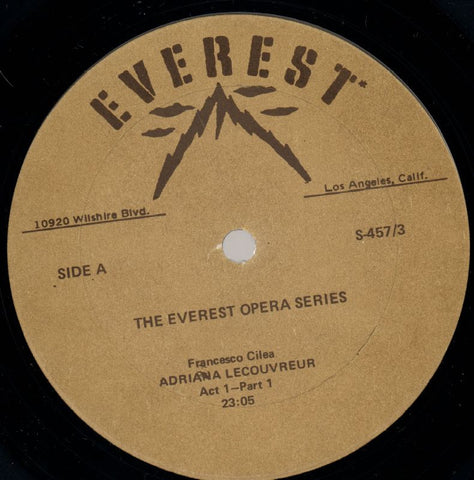 EVEREST
10920 Wilshire Blvd.
Los Angeles, Calif.
S-457/3
SIDE A
THE EVEREST OPERA SERIES
Francesco Cilea
ADRIANA LECOUVREUR
Act 1—Part 1
23:05